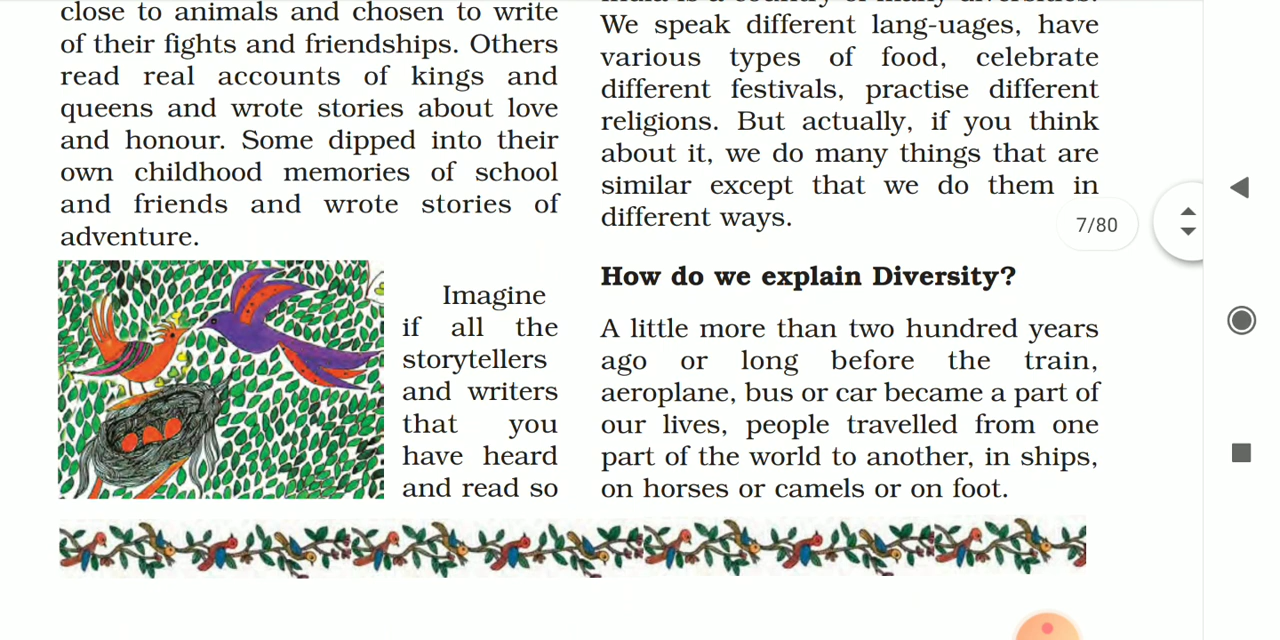 close to animals and chosen to write
of their fights and friendships. Others
read real accounts of kings and
queens and wrote stories about love
and honour. Some dipped into their
own childhood memories of school
and friends and wrote stories of
adventure.
Imagine
if all the
storytellers
and writers
that you
have heard
and read so
India is a country of many diversities.
We speak different lang-uages, have
various types of food, celebrate
different festivals, practise different
religions. But actually, if you think
about it, we do many things that are
similar except that we do them in
different ways.
7/80
How do we explain Diversity?
A little more than two hundred years
ago or long before the train,
aeroplane, bus or car became a part of
our lives, people travelled from one
part of the world to another, in ships,
on horses or camels or on foot.